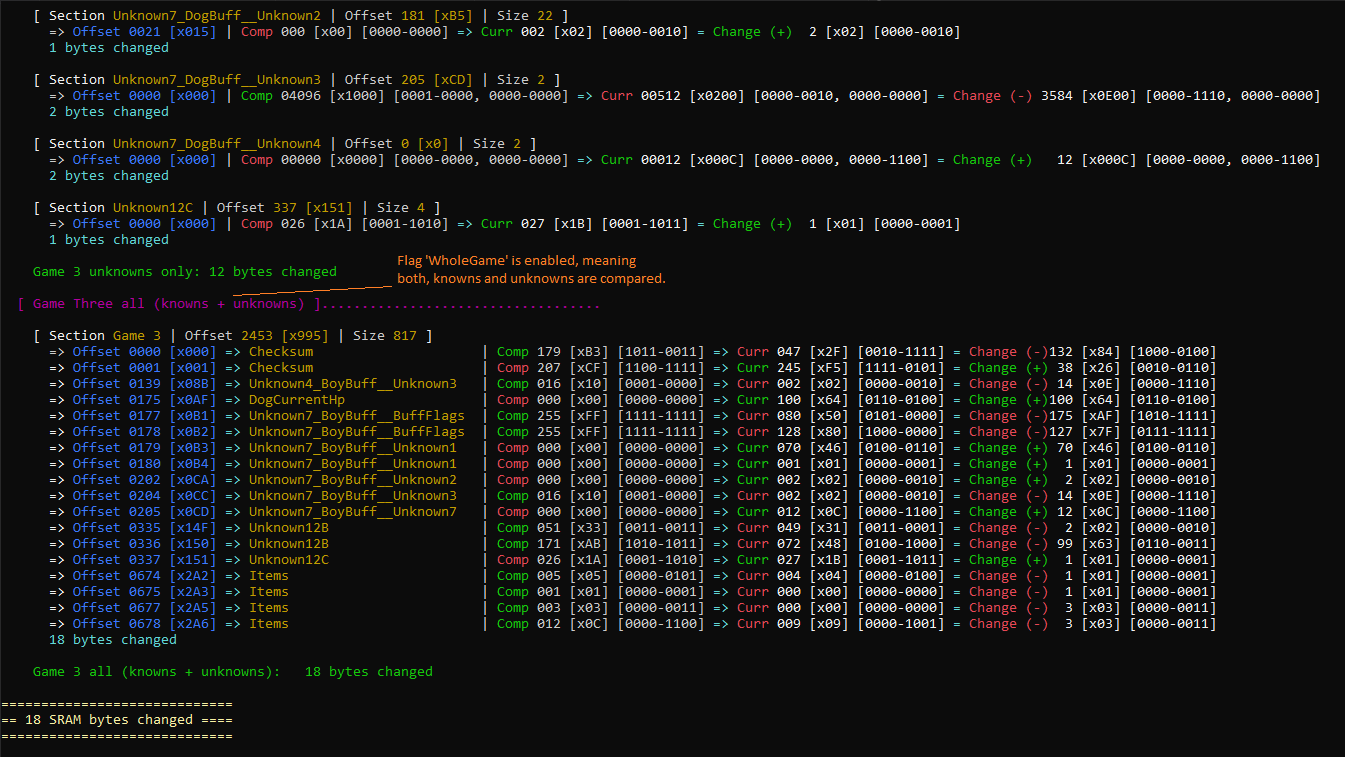 [ Section Unknown7_DogBuff__Unknown2 | Offset 181 [xB5] | Size 22 ]
=> Offset 0021 [x015] | Comp 000 [x00] [0000-0000] => Curr 002 [x02] [0000-0010] = Change (+)  2 [x02] [0000-0010]
1 bytes changed
[ Section Unknown7_DogBuff__Unknown3 | Offset 205 [xCD] | Size 2 ]
=> Offset 0000 [x000] | Comp 04096 [x1000] [0001-0000, 0000-0000] => Curr 00512 [x0200] [0000-0010, 0000-0000] = Change (-) 3584 [x0E00] [0000-1110, 0000-0000]
2 bytes changed
[ Section Unknown7_DogBuff__Unknown4 | Offset 0 [x0] | Size 2 ]
=> Offset 0000 [x000] | Comp 00000 [x0000] [0000-0000, 0000-0000] => Curr 00012 [x000C] [0000-0000, 0000-1100] = Change (+)   12 [x000C] [0000-0000, 0000-1100]
2 bytes changed
[ Section Unknown12C | Offset 337 [x151] | Size 4 ]
=> Offset 0000 [x000] | Comp 026 [x1A] [0001-1010] => Curr 027 [x1B] [0001-1011] = Change (+)  1 [x01] [0000-0001]
1 bytes changed
Flag 'WholeGame' is enabled, meaning
both, knowns and unknowns are compared.
Game 3 unknowns only: 12 bytes changed
[ Game Three all (knowns + unknowns) ]...................................
[ Section Game 3 | Offset 2453 [x995] | Size 817 ]
=> Offset 0000 [x000] => Checksum | Comp 179 [xB3] [1011-0011] => Curr 047 [x2F] [0010-1111] = Change (-)132 [x84] [1000-0100]
=> Offset 0001 [x001] => Checksum | Comp 207 [xCF] [1100-1111] => Curr 245 [xF5] [1111-0101] = Change (+) 38 [x26] [0010-0110]
=> Offset 0139 [x08B] => Unknown4_BoyBuff__Unknown3 | Comp 016 [x10] [0001-0000] => Curr 002 [x02] [0000-0010] = Change (-) 14 [x0E] [0000-1110]
=> Offset 0175 [x0AF] => DogCurrentHp | Comp 000 [x00] [0000-0000] => Curr 100 [x64] [0110-0100] = Change (+)100 [x64] [0110-0100]
=> Offset 0177 [x0B1] => Unknown7_BoyBuff__BuffFlags | Comp 255 [xFF] [1111-1111] => Curr 080 [x50] [0101-0000] = Change (-)175 [xAF] [1010-1111]
=> Offset 0178 [x0B2] => Unknown7_BoyBuff__BuffFlags | Comp 255 [xFF] [1111-1111] => Curr 128 [x80] [1000-0000] = Change (-)127 [x7F] [0111-1111]
=> Offset 0179 [x0B3] => Unknown7_BoyBuff__Unknown1 | Comp 000 [x00] [0000-0000] => Curr 070 [x46] [0100-0110] = Change (+) 70 [x46] [0100-0110]
=> Offset 0180 [x0B4] => Unknown7_BoyBuff__Unknown1 | Comp 000 [x00] [0000-0000] => Curr 001 [x01] [0000-0001] = Change (+)  1 [x01] [0000-0001]
=> Offset 0202 [x0CA] => Unknown7_BoyBuff__Unknown2 | Comp 000 [x00] [0000-0000] => Curr 002 [x02] [0000-0010] = Change (+)  2 [x02] [0000-0010]
=> Offset 0204 [x0CC] => Unknown7_BoyBuff__Unknown3 | Comp 016 [x10] [0001-0000] => Curr 002 [x02] [0000-0010] = Change (-) 14 [x0E] [0000-1110]
=> Offset 0205 [x0CD] => Unknown7_BoyBuff__Unknown7 | Comp 000 [x00] [0000-0000] => Curr 012 [x0C] [0000-1100] = Change (+) 12 [x0C] [0000-1100]
=> Offset 0335 [x14F] => Unknown12B | Comp 051 [x33] [0011-0011] => Curr 049 [x31] [0011-0001] = Change (-)  2 [x02] [0000-0010]
=> Offset 0336 [x150] => Unknown12B | Comp 171 [xAB] [1010-1011] => Curr 072 [x48] [0100-1000] = Change (-) 99 [x63] [0110-0011]
=> Offset 0337 [x151] => Unknown12C | Comp 026 [x1A] [0001-1010] => Curr 027 [x1B] [0001-1011] = Change (+)  1 [x01] [0000-0001]
=> Offset 0674 [x2A2] => Items | Comp 005 [x05] [0000-0101] => Curr 004 [x04] [0000-0100] = Change (-)  1 [x01] [0000-0001]
=> Offset 0675 [x2A3] => Items | Comp 001 [x01] [0000-0001] => Curr 000 [x00] [0000-0000] = Change (-)  1 [x01] [0000-0001]
=> Offset 0677 [x2A5] => Items | Comp 003 [x03] [0000-0011] => Curr 000 [x00] [0000-0000] = Change (-)  3 [x03] [0000-0011]
=> Offset 0678 [x2A6] => Items | Comp 012 [x0C] [0000-1100] => Curr 009 [x09] [0000-1001] = Change (-)  3 [x03] [0000-0011]
18 bytes changed
Game 3 all (knowns + unknowns):   18 bytes changed
=============================
== 18 SRAM bytes changed ====
=============================